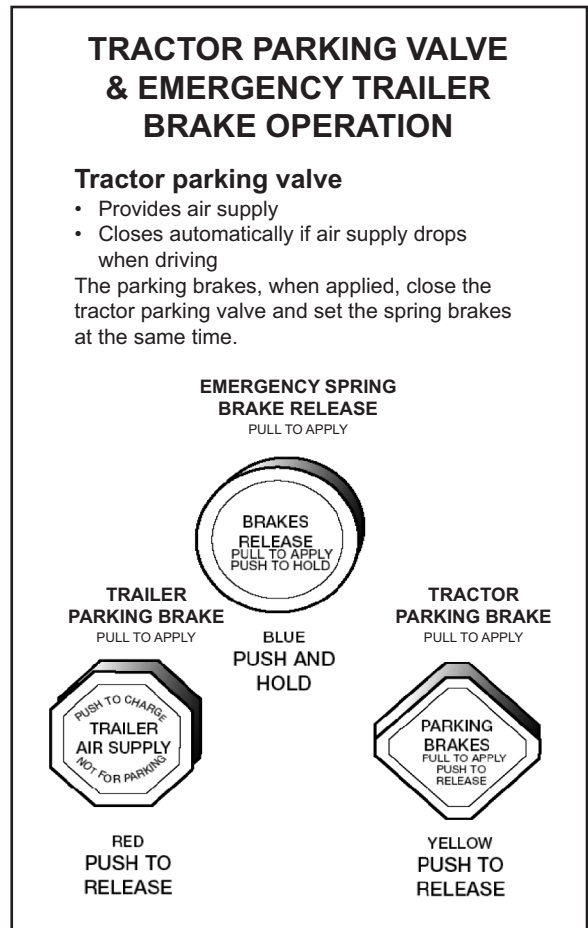 TRACTOR PARKING VALVE
& EMERGENCY TRAILER
BRAKE OPERATION
Tractor parking valve
• Provides air supply
• Closes automatically if air supply drops
when driving
The parking brakes, when applied, close the
tractor parking valve and set the spring brakes
at the same time.
EMERGENCY SPRING
BRAKE RELEASE
PULL TO APPLY
BRAKES
RELEASE
PULL TO APPLY
PUSH TO HOLD
BLUE
PUSH AND
HOLD
TRAILER
PARKING BRAKE
PULL TO APPLY
PUSH TO CHARGE
TRAILER
AIR SUPPLY
NOT FOR PARKING
RED
PUSH TO
RELEASE
TRACTOR
PARKING BRAKE
PULL TO APPLY
PARKING
BRAKES
PULL TO APPLY
PUSH TO
RELEASE
YELLOW
PUSH TO
RELEASE